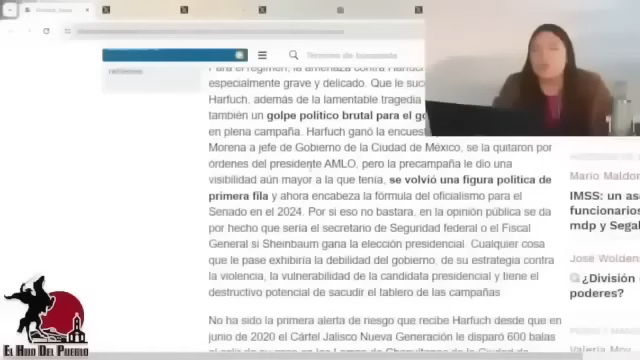 Términos de búsqueda
Para el régimen, la amenaza contra Harfuch
especialmente grave y delicado. Que le suc
Harfuch, además de la lamentable tragedia
también un golpe político brutal para el go
en plena campaña. Harfuch ganó la encuest
Morena a jefe de Gobierno de la Ciudad de México, se la quitaron por
órdenes del presidente AMLO, pero la precampaña le dio una
visibilidad aún mayor a la que tenía, se volvió una figura política de
primera fila y ahora encabeza la fórmula del oficialismo para el
Senado en el 2024. Por si eso no bastara, en la opinión pública se da
por hecho que sería el secretario de Seguridad federal o el Fiscal
General si Sheinbaum gana la elección presidencial. Cualquier cosa
que le pase exhibiría la debilidad del gobierno, de su estrategia contra
la violencia, la vulnerabilidad de la candidata presidencial y tiene el
destructivo potencial de sacudir el tablero de las campañas
No ha sido la primera alerta de riesgo que recibe Harfuch desde que en
junio de 2020 el Cártel Jalisco Nueva Generación le disparó 600 balas
Mario Maldon
IMSS: un as
funcionarios
mdp y Segal
Jose Wolden
¿División
poderes?
Valeria Moy
EL HIJO DEL PUEBLO